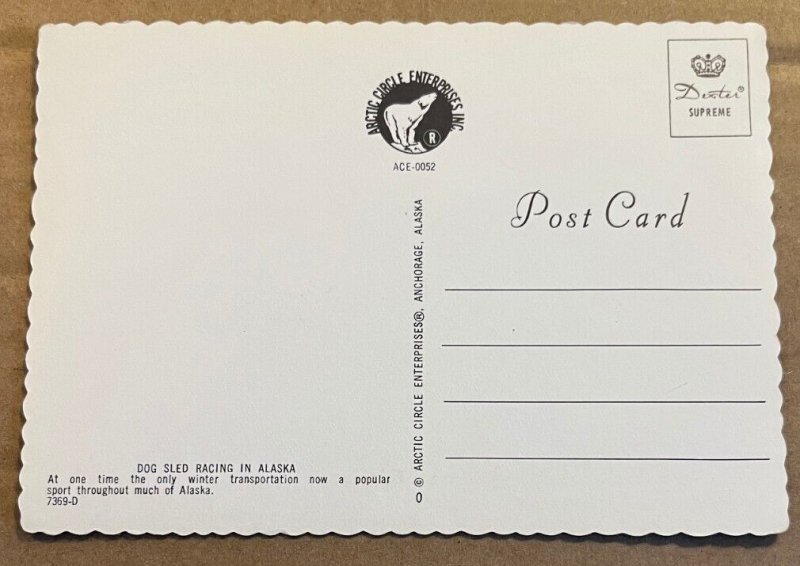 ARCTIC CIRCLE ENTERPRISES INC.
®
ACE-0052
Dexter®
SUPREME
Post Card
DOG SLED RACING IN ALASKA
At one time the only winter transportation now a popular
sport throughout much of Alaska.
7369-D
0 © ARCTIC CIRCLE ENTERPRISES®, ANCHORAGE, ALASKA